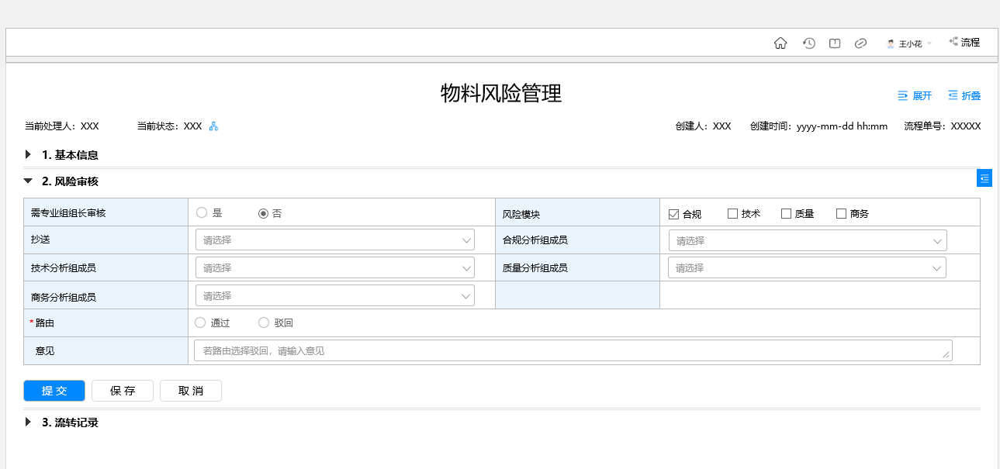 王小花 流程
物料风险管理
展开 折叠
当前处理人：XXX 当前状态：XXX 创建人：XXX 创建时间：yyyy-mm-dd hh:mm 流程单号：XXXXX
1. 基本信息
2. 风险审核
需专业组组长审核 是 否 风险模块 合规 技术 质量 商务
抄送 请选择 合规分析组成员 请选择
技术分析组成员 请选择 质量分析组成员 请选择
商务分析组成员 请选择
*路由 通过 驳回
意见 若路由选择驳回，请输入意见
提 交 保 存 取 消
3. 流转记录